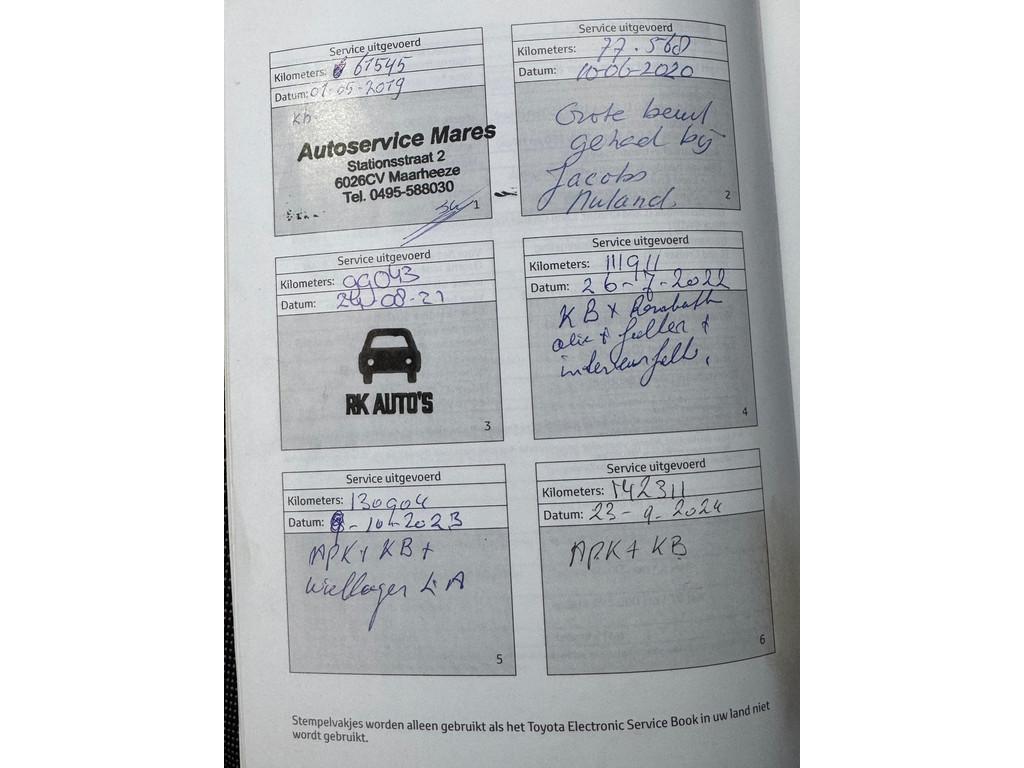 Service uitgevoerd
Kilometers: 61545
Datum: 01-05-2019
Kb
Autoservice Mares
Stationsstraat 2
6026CV Maarheeze
Tel. 0495-588030
1
Service uitgevoerd
Kilometers: 77.568
Datum: 10-06-2020
Grote beurt
gehad bij
Jacobs
Nuland.
2
Service uitgevoerd
Kilometers: 99043
Datum: 24-08-21
RK AUTO'S
3
Service uitgevoerd
Kilometers: 111911
Datum: 26-7-2022
KB +
olie +
interieurfilter,
4
Service uitgevoerd
Kilometers: 130904
Datum: -10-2023
APK+ KB+
Wiellager L A
5
Service uitgevoerd
Kilometers: 142311
Datum: 23-9-2024
APK+ KB
6
Stempelvakjes worden alleen gebruikt als het Toyota Electronic Service Book in uw land niet
wordt gebruikt.